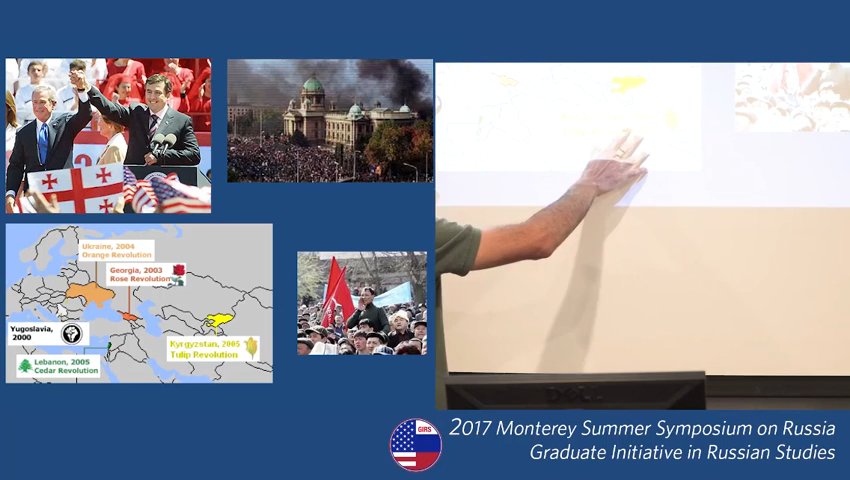 Ukraine, 2004
Orange Revolution
Georgia, 2003
Rose Revolution
Yugoslavia,
2000
Kyrgyzstan, 2005
Tulip Revolution
Lebanon, 2005
Cedar Revolution
DELL
GIRS
2017 Monterey Summer Symposium on Russia
Graduate Initiative in Russian Studies